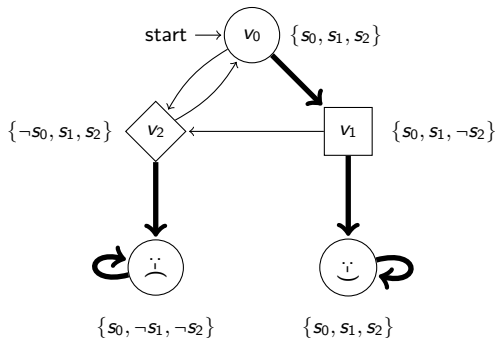 start v₀ {s₀, s₁, s₂}
{¬s₀, s₁, s₂} v₂ v₁ {s₀, s₁, ¬s₂}
{s₀, ¬s₁, ¬s₂} {s₀, s₁, s₂}